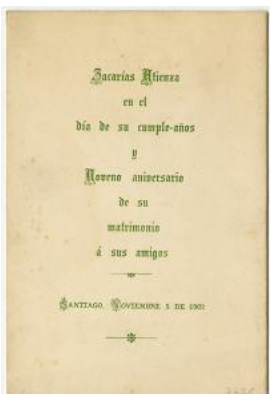 Zacarías Atienza
en el
día de su cumple-años
y
Noveno aniversario
de su
matrimonio
á sus amigos
SANTIAGO, NOVIEMBRE 5 DE